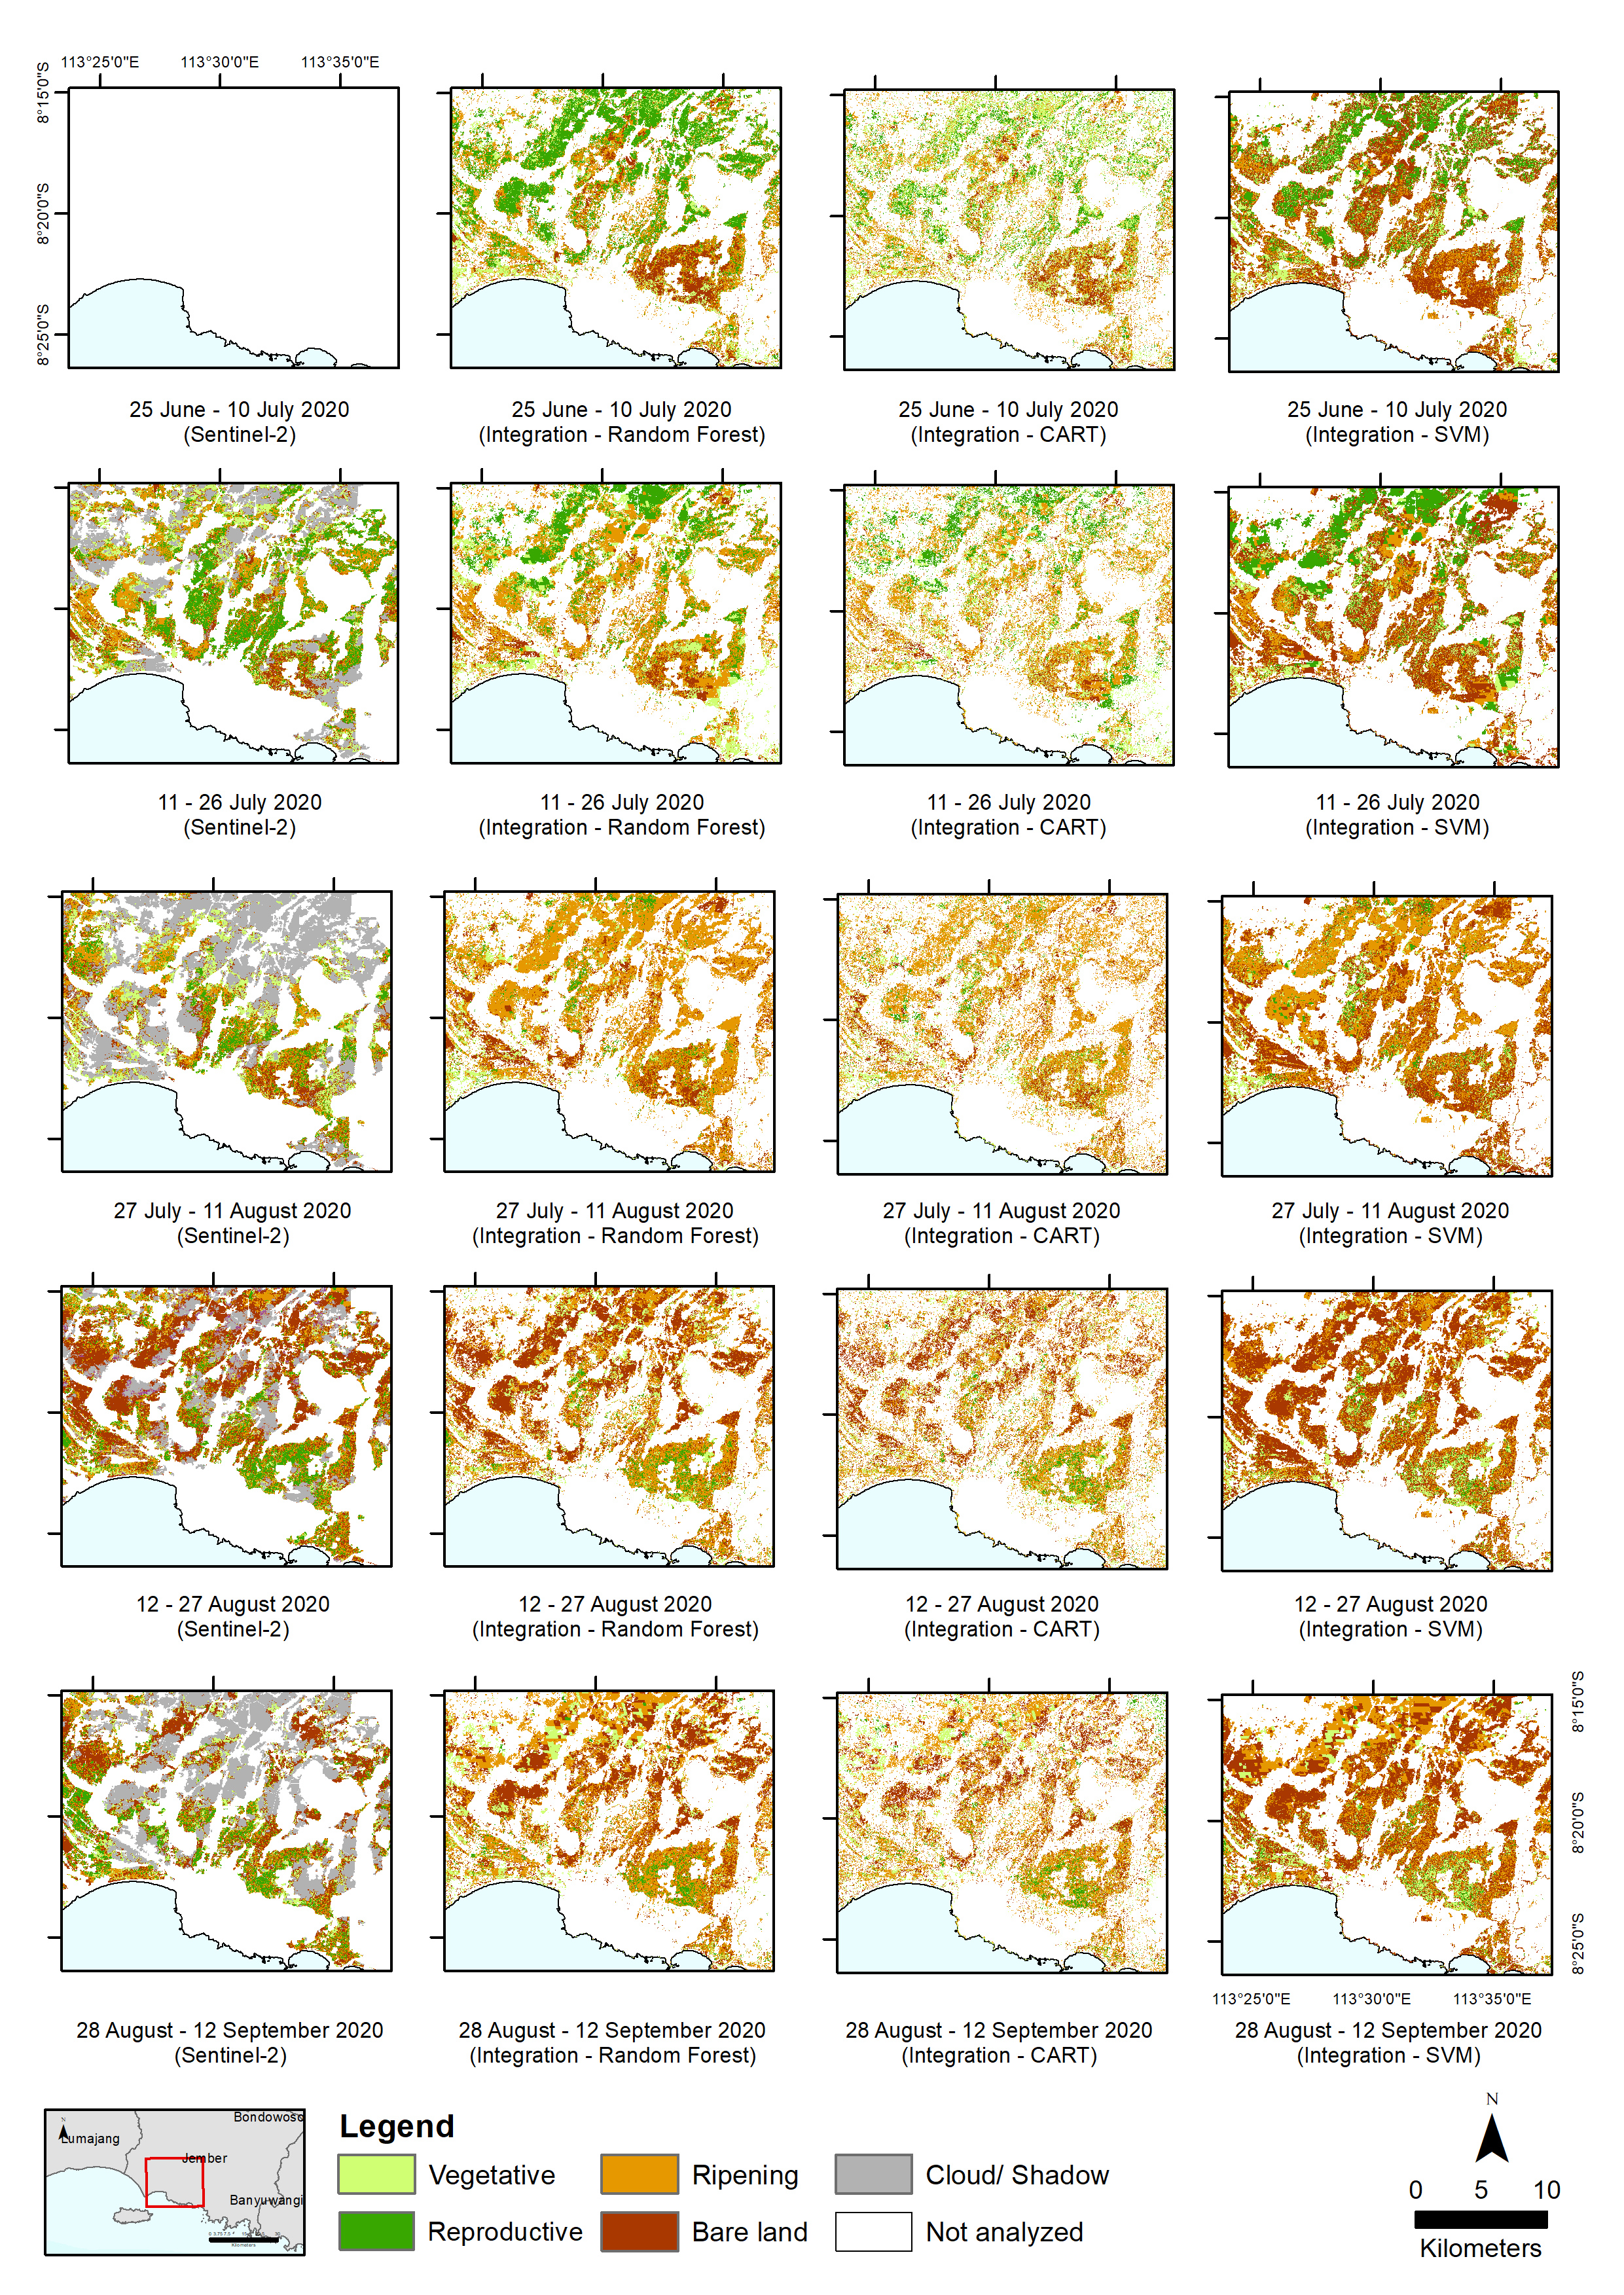 113°25'0"E 113°30'0"E 113°35'0"E
8°15'0"S
8°20'0"S
8°25'0"S
25 June - 10 July 2020
(Sentinel-2)
25 June - 10 July 2020
(Integration - Random Forest)
25 June - 10 July 2020
(Integration - CART)
25 June - 10 July 2020
(Integration - SVM)
11 - 26 July 2020
(Sentinel-2)
11 - 26 July 2020
(Integration - Random Forest)
11 - 26 July 2020
(Integration - CART)
11 - 26 July 2020
(Integration - SVM)
27 July - 11 August 2020
(Sentinel-2)
27 July - 11 August 2020
(Integration - Random Forest)
27 July - 11 August 2020
(Integration - CART)
27 July - 11 August 2020
(Integration - SVM)
12 - 27 August 2020
(Sentinel-2)
12 - 27 August 2020
(Integration - Random Forest)
12 - 27 August 2020
(Integration - CART)
12 - 27 August 2020
(Integration - SVM)
8°15'0"S
8°20'0"S
8°25'0"S
113°25'0"E 113°30'0"E 113°35'0"E
28 August - 12 September 2020
(Sentinel-2)
28 August - 12 September 2020
(Integration - Random Forest)
28 August - 12 September 2020
(Integration - CART)
28 August - 12 September 2020
(Integration - SVM)
N
Bondowoso
Lumajang
Jember
Banyuwangi
Kilometers
Legend
Vegetative
Ripening
Cloud/ Shadow
Reproductive
Bare land
Not analyzed
N
0 5 10
Kilometers